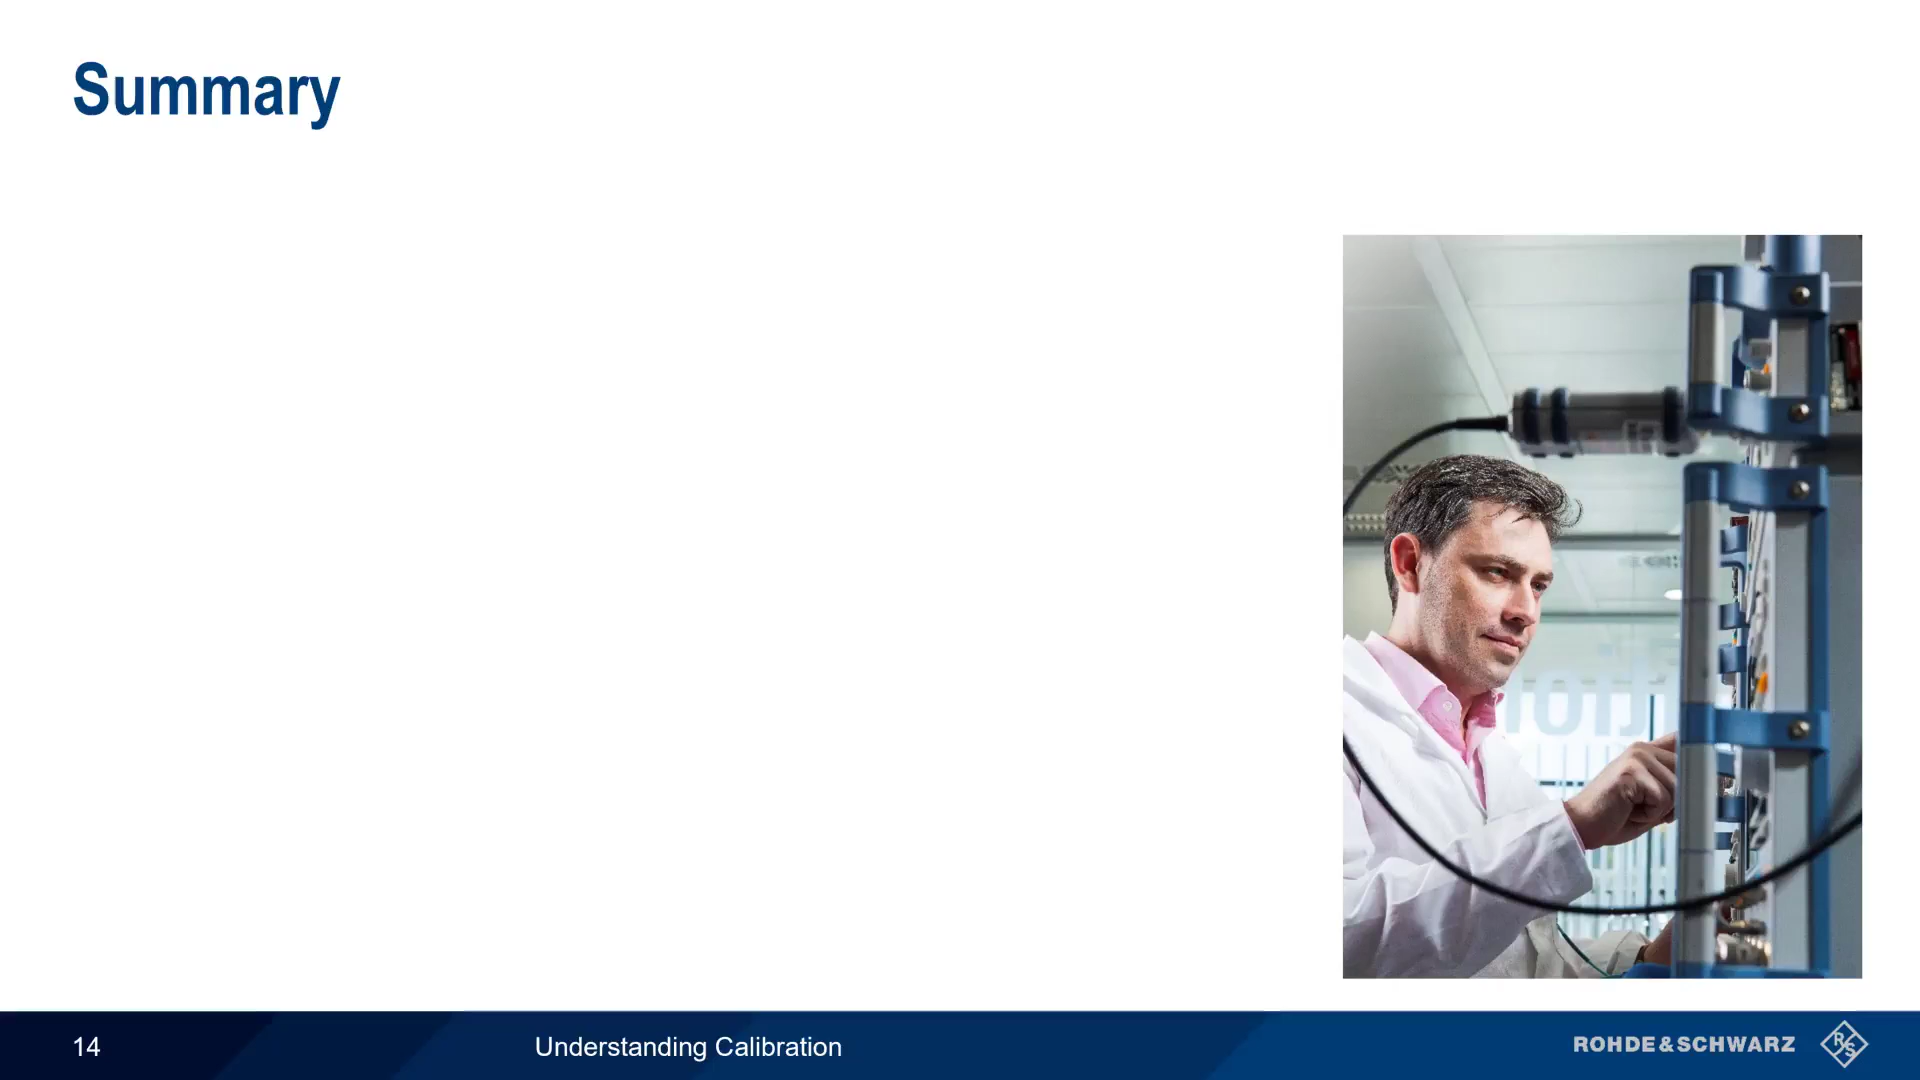 Summary
14
Understanding Calibration
ROHDE&SCHWARZ
R&S